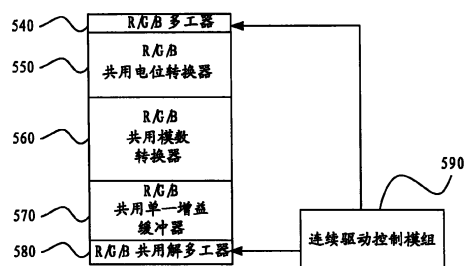 540
R/G/B 多工器
550
R/G/B
共用电位转换器
560
R/G/B
共用模数
转换器
590
570
R/G/B
共用单一增益
缓冲器
连续驱动控制模组
580
R/G/B 共用解多工器